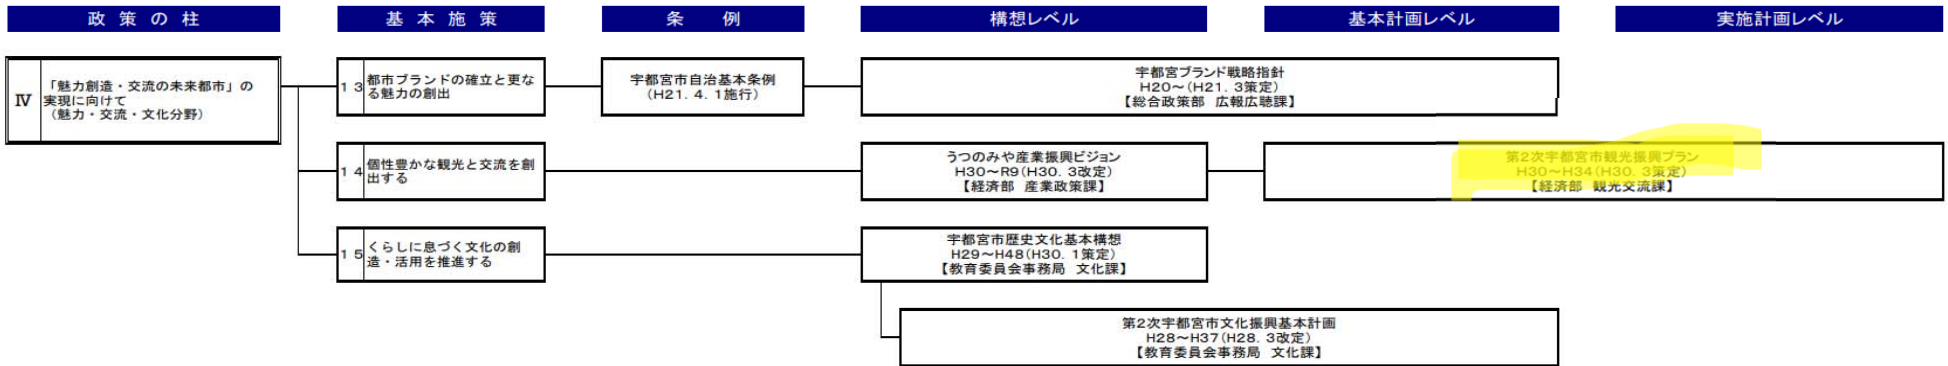 政策の柱
基本施策
条例
構想レベル
基本計画レベル
実施計画レベル
Ⅳ
「魅力創造・交流の未来都市」の
実現に向けて
（魅力・交流・文化分野）
13
都市ブランドの確立と更な
る魅力の創出
宇都宮市自治基本条例
（H21.4.1施行）
宇都宮ブランド戦略指針
H20～（H21.3策定）
【総合政策部 広報広聴課】
14
個性豊かな観光と交流を創
出する
うつのみや産業振興ビジョン
H30～R9（H30.3改定）
【経済部 産業政策課】
第2次宇都宮市観光振興プラン
H30～H34（H30.3策定）
【経済部 観光交流課】
15
くらしに息づく文化の創
造・活用を推進する
宇都宮市歴史文化基本構想
H29～H48（H30.1策定）
【教育委員会事務局 文化課】
第2次宇都宮市文化振興基本計画
H28～H37（H28.3改定）
【教育委員会事務局 文化課】